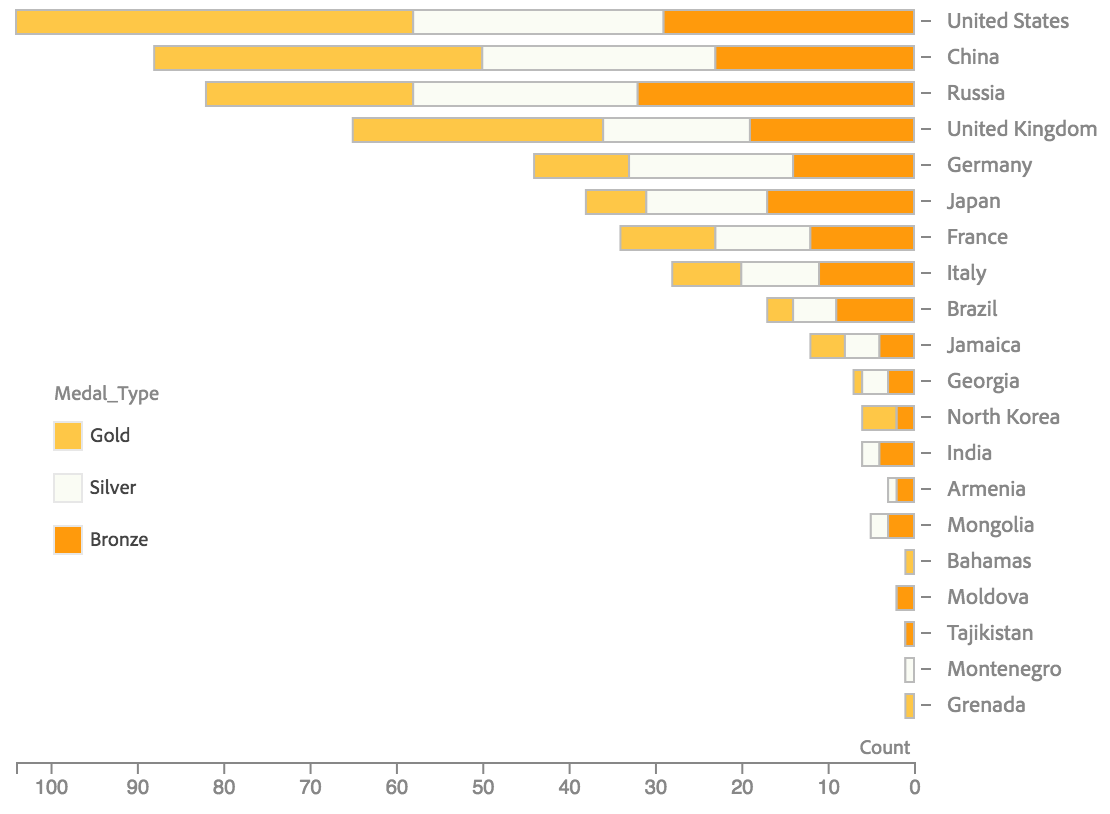 United States
China
Russia
United Kingdom
Germany
Japan
France
Italy
Brazil
Jamaica
Georgia
North Korea
India
Armenia
Mongolia
Bahamas
Moldova
Tajikistan
Montenegro
Grenada
Medal_Type
Gold
Silver
Bronze
Count
100 90 80 70 60 50 40 30 20 10 0